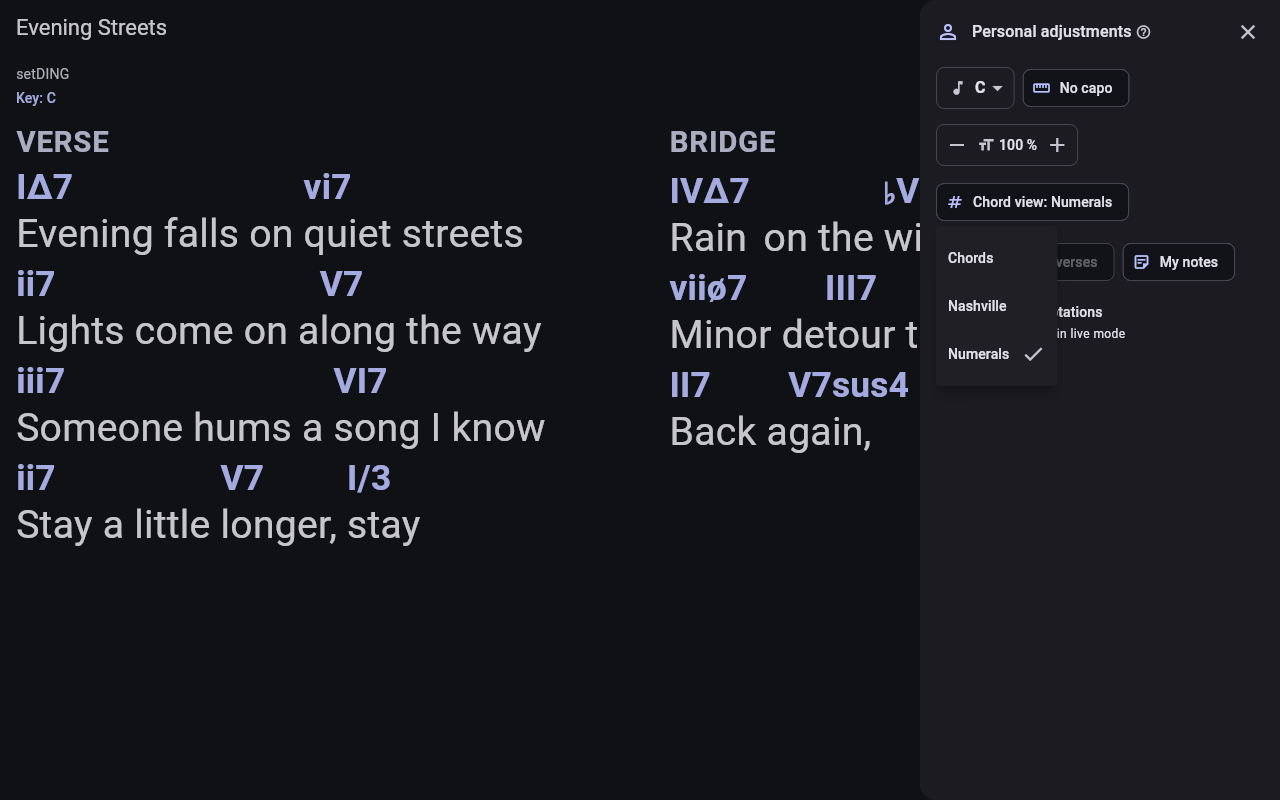 Evening Streets
setDING
Key: C
VERSE
IΔ7 vi7
Evening falls on quiet streets
ii7 V7
Lights come on along the way
iii7 VI7
Someone hums a song I know
ii7 V7 I/3
Stay a little longer, stay
BRIDGE
IVΔ7 ♭V
Rain on the wi
viiø7 III7
Minor detour t
II7 V7sus4
Back again,
Personal adjustments
C
No capo
100 %
# Chord view: Numerals
Chords
Nashville
Numerals
verses
My notes
tations
in live mode